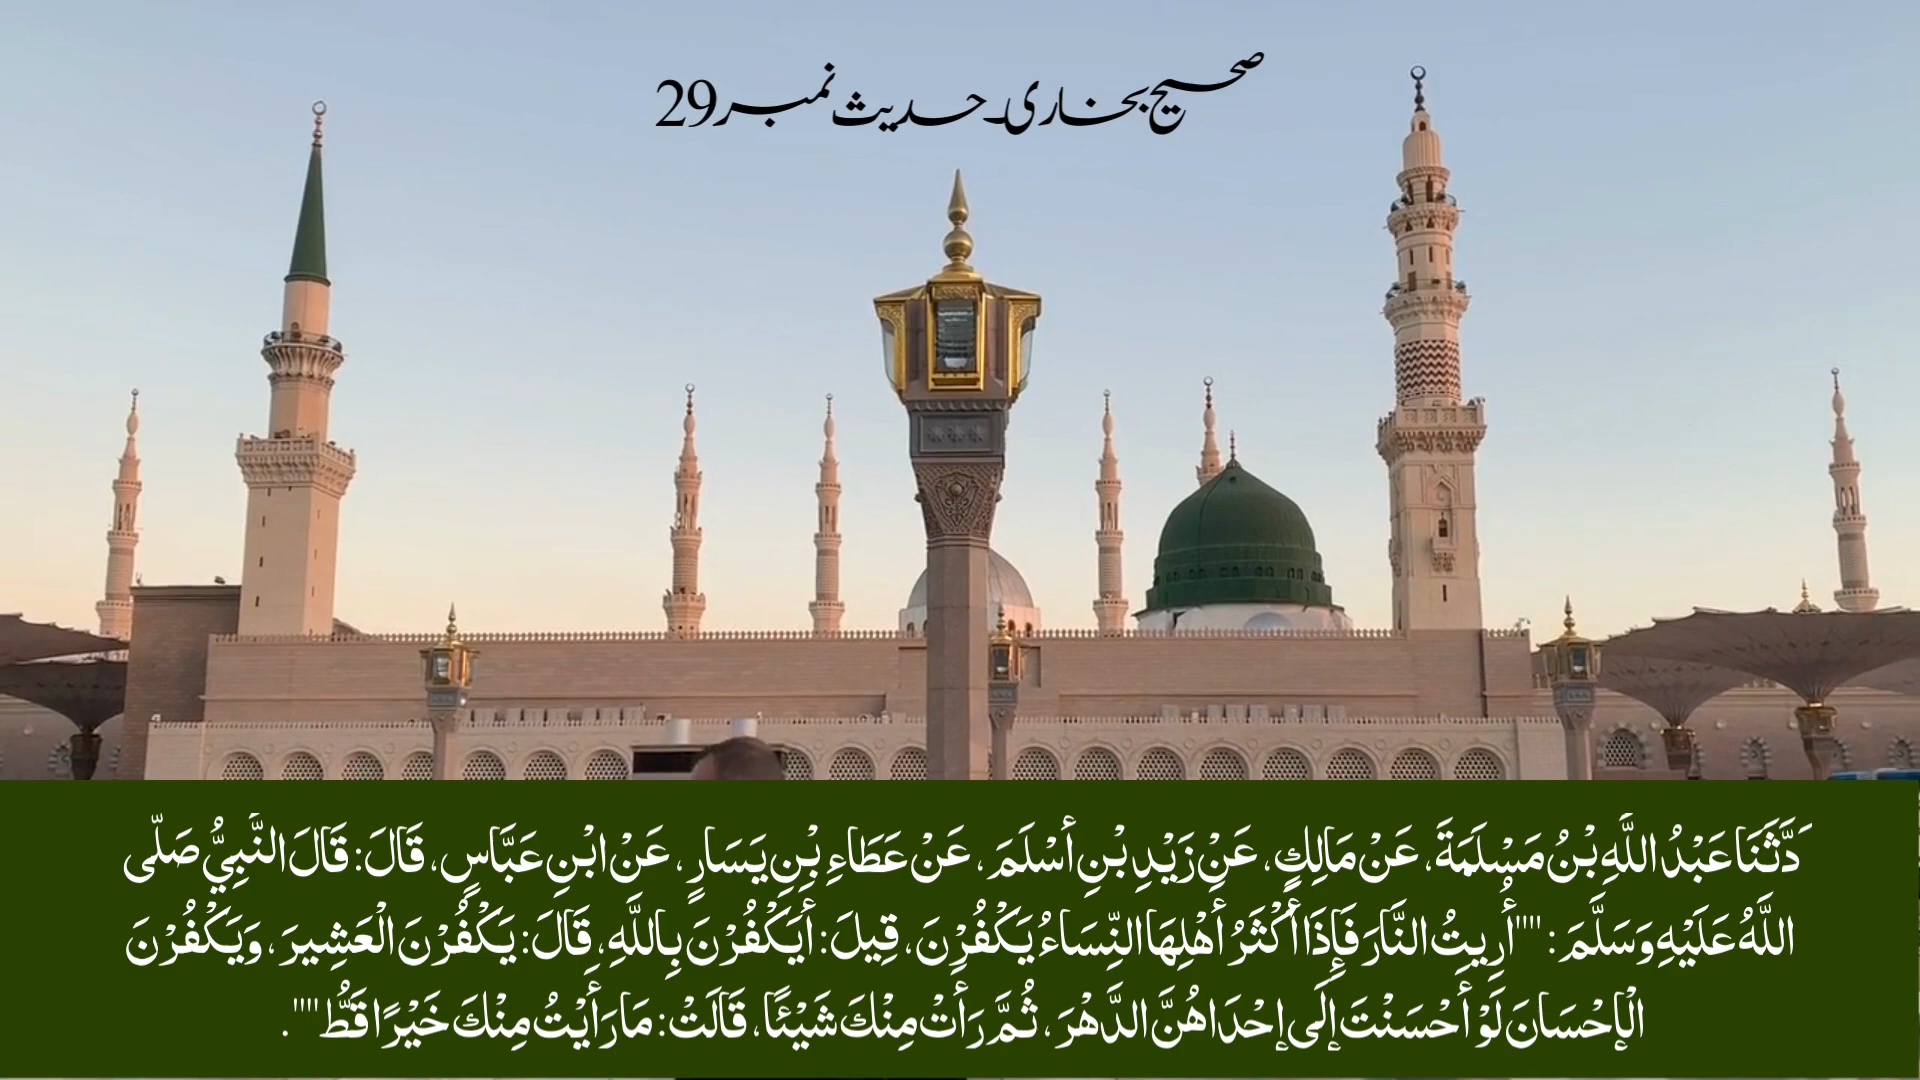 صحیح بخاری۔حدیث نمبر29
َدَّثَنَا عَبْدُ اللَّهِ بْنُ مَسْلَمَةَ، عَنْ مَالِكٍ، عَنْ زَيْدِ بْنِ أَسْلَمَ، عَنْ عَطَاءِ بْنِ يَسَارٍ، عَنْ ابْنِ عَبَّاسٍ، قَالَ: قَالَ النَّبِيُّ صَلَّى
اللَّهُ عَلَيْهِ وَسَلَّمَ: ""أُرِيتُ النَّارَ فَإِذَا أَكْثَرُ أَهْلِهَا النِّسَاءُ يَكْفُرْنَ، قِيلَ: أَيَكْفُرْنَ بِاللَّهِ، قَالَ: يَكْفُرْنَ الْعَشِيرَ، وَيَكْفُرْنَ
الْإِحْسَانَ لَوْ أَحْسَنْتَ إِلَى إِحْدَاهُنَّ الدَّهْرَ، ثُمَّ رَأَتْ مِنْكَ شَيْئًا، قَالَتْ: مَا رَأَيْتُ مِنْكَ خَيْرًا قَطُّ"".